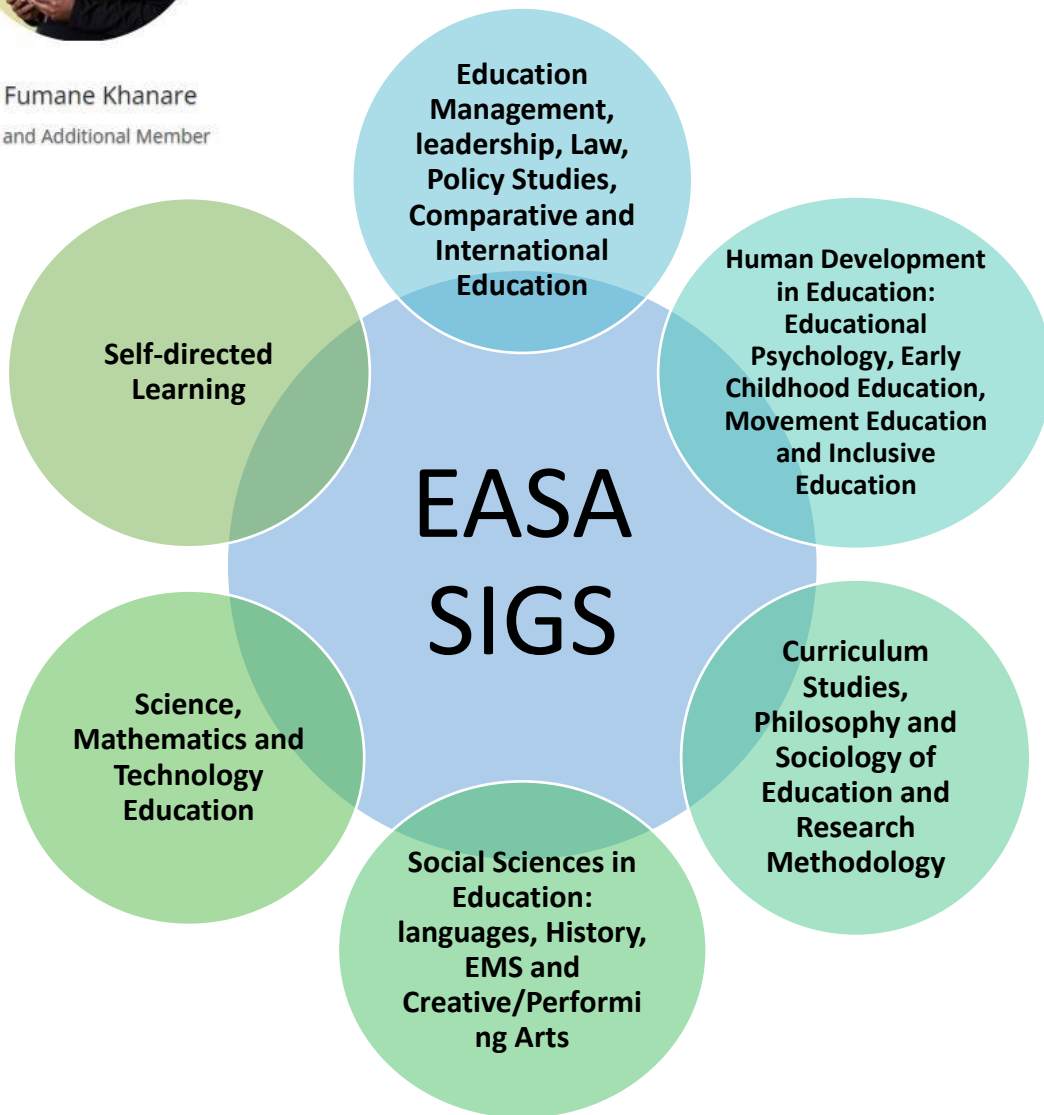 Fumane Khanare
and Additional Member
Education
Management,
leadership, Law,
Policy Studies,
Comparative and
International
Education
Human Development
in Education:
Educational
Psychology, Early
Childhood Education,
Movement Education
and Inclusive
Education
Self-directed
Learning
EASA
SIGS
Curriculum
Studies,
Philosophy and
Sociology of
Education and
Research
Methodology
Science,
Mathematics and
Technology
Education
Social Sciences in
Education:
languages, History,
EMS and
Creative/Performi
ng Arts